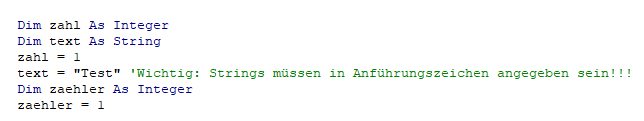 Dim zahl As Integer
Dim text As String
zahl = 1
text = "Test" 'Wichtig: Strings müssen in Anführungszeichen angegeben sein!!!
Dim zaehler As Integer
zaehler = 1